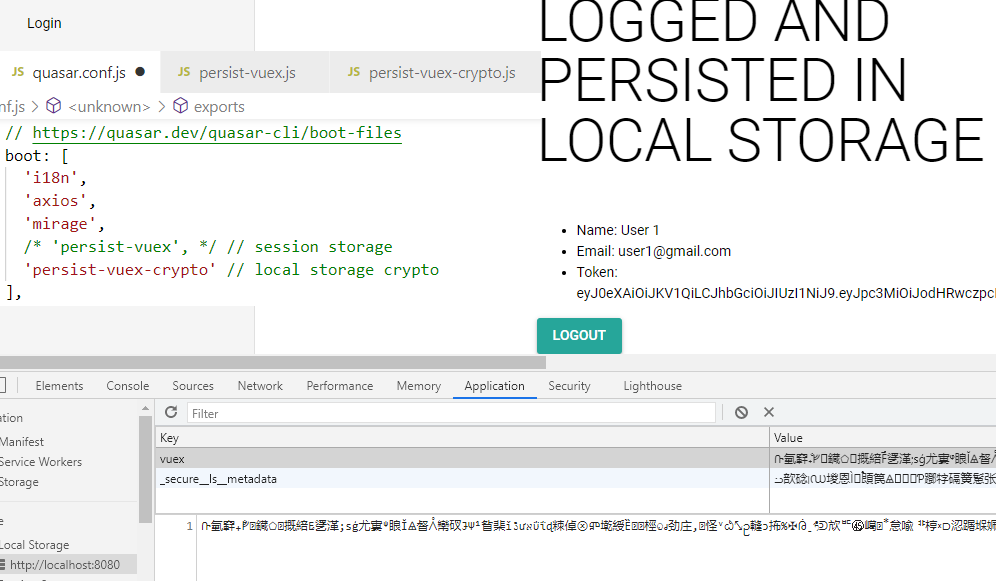 Login
LOGGED AND
PERSISTED IN
LOCAL STORAGE
JS quasar.conf.js ● JS persist-vuex.js JS persist-vuex-crypto.js
nf.js > <unknown> > exports
// https://quasar.dev/quasar-cli/boot-files
boot: [
'i18n',
'axios',
'mirage',
/* 'persist-vuex', */ // session storage
'persist-vuex-crypto' // local storage crypto
],
• Name: User 1
• Email: user1@gmail.com
• Token:
eyJ0eXAiOiJKV1QiLCJhbGciOiJIUzI1NiJ9.eyJpc3MiOiJodHRwczpc
LOGOUT
Elements Console Sources Network Performance Memory Application Security Lighthouse
ation
Manifest
Service Workers
Storage
e
Local Storage
http://localhost:8080
Filter
Key Value
vuex
_secure__ls__metadata
1